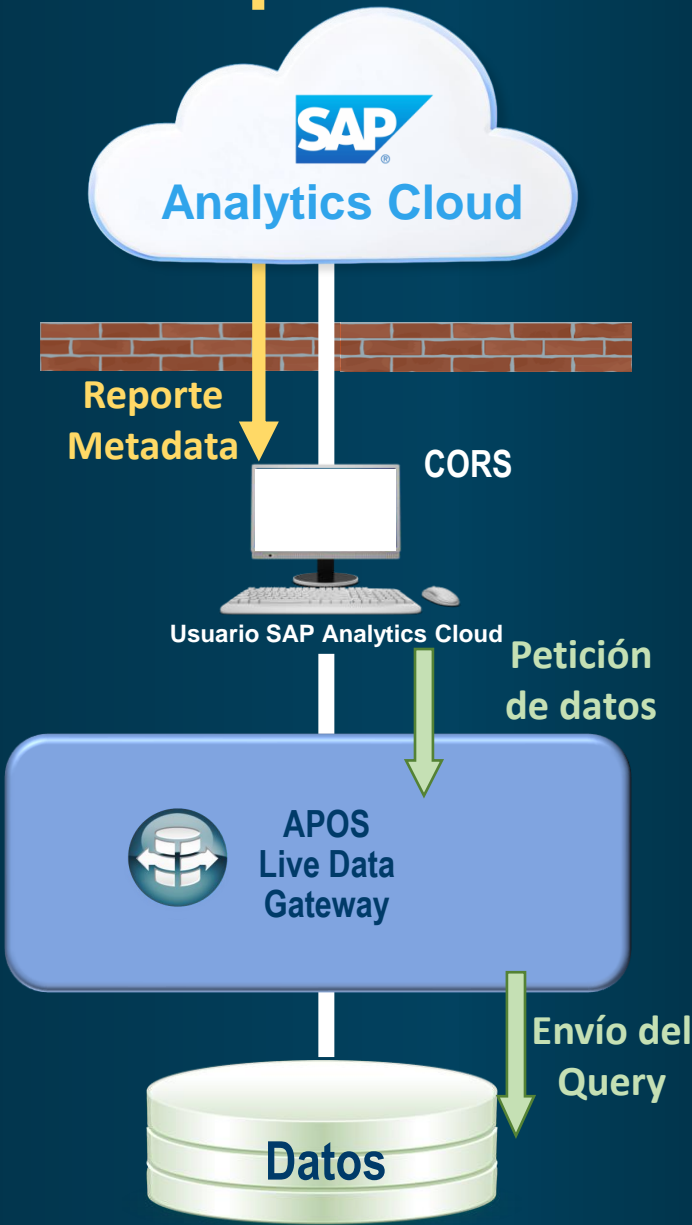 SAP
®
Analytics Cloud
Reporte
Metadata
CORS
Usuario SAP Analytics Cloud
Petición
de datos
APOS
Live Data
Gateway
Envío del
Query
Datos